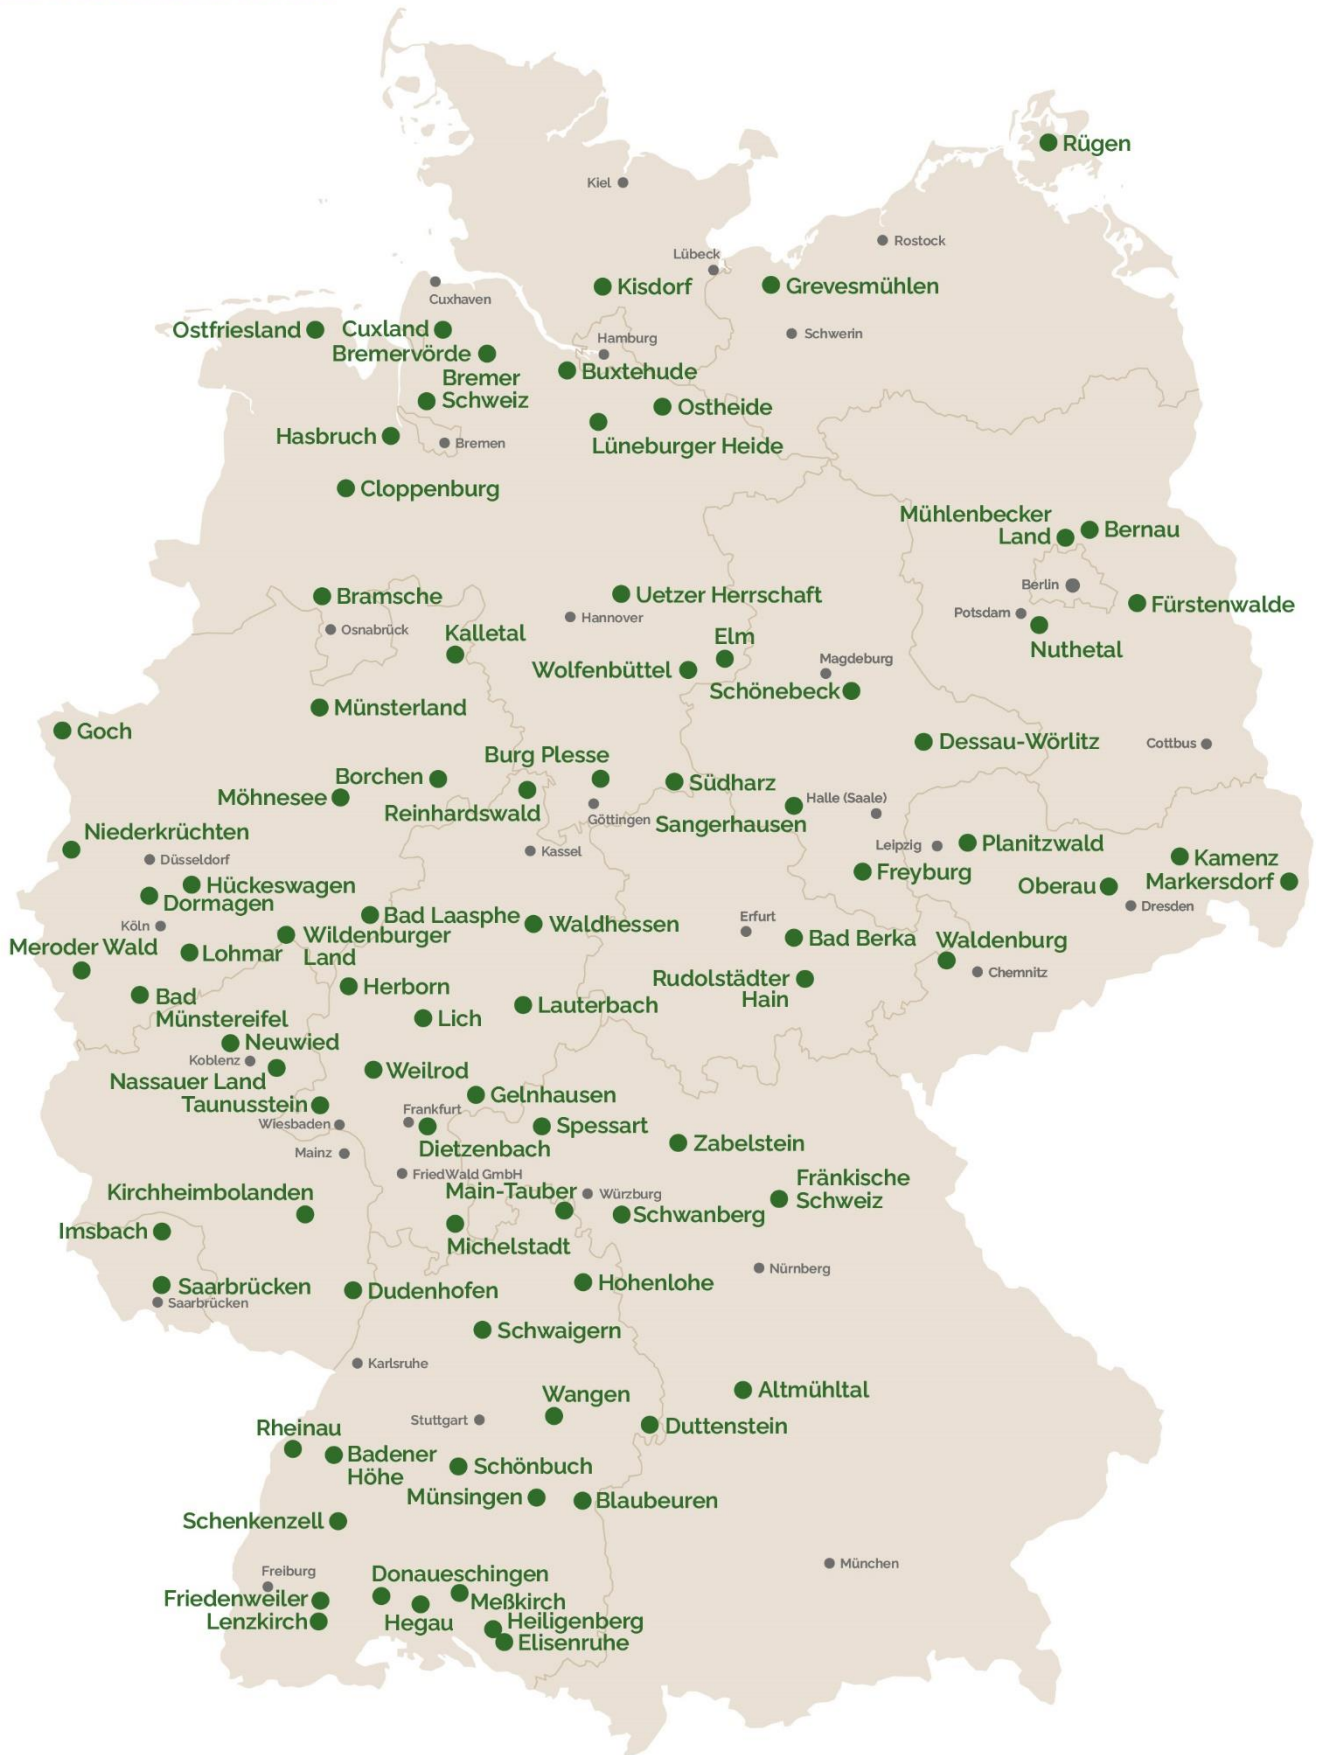 Rügen
Kiel
Rostock
Lübeck
Kisdorf
Grevesmühlen
Cuxhaven
Ostfriesland
Cuxland
Schwerin
Hamburg
Bremervörde
Buxtehude
Bremer
Schweiz
Ostheide
Hasbruch
Bremen
Lüneburger Heide
Cloppenburg
Mühlenbecker
Land
Bernau
Berlin
Bramsche
Uetzer Herrschaft
Fürstenwalde
Potsdam
Hannover
Osnabrück
Kalletal
Elm
Nuthetal
Magdeburg
Wolfenbüttel
Schönebeck
Münsterland
Goch
Dessau-Wörlitz
Cottbus
Burg Plesse
Borchen
Südharz
Möhnesee
Halle (Saale)
Reinhardswald
Göttingen
Sangerhausen
Niederkrüchten
Planitzwald
Leipzig
Kassel
Düsseldorf
Kamenz
Freyburg
Markersdorf
Hückeswagen
Oberau
Dormagen
Dresden
Bad Laasphe
Erfurt
Köln
Waldhessen
Wildenburger
Land
Bad Berka
Waldenburg
Meroder Wald
Lohmar
Chemnitz
Rudolstädter
Hain
Herborn
Bad
Münstereifel
Lauterbach
Lich
Neuwied
Koblenz
Weilrod
Nassauer Land
Gelnhausen
Taunusstein
Frankfurt
Wiesbaden
Spessart
Zabelstein
Dietzenbach
Mainz
FriedWald GmbH
Fränkische
Schweiz
Kirchheimbolanden
Main-Tauber
Würzburg
Schwanberg
Imsbach
Michelstadt
Nürnberg
Hohenlohe
Saarbrücken
Dudenhofen
Saarbrücken
Schwaigern
Karlsruhe
Altmühltal
Wangen
Stuttgart
Duttenstein
Rheinau
Badener
Höhe
Schönbuch
Münsingen
Blaubeuren
Schenkenzell
München
Freiburg
Donaueschingen
Friedenweiler
Meßkirch
Lenzkirch
Hegau
Heiligenberg
Elisenruhe